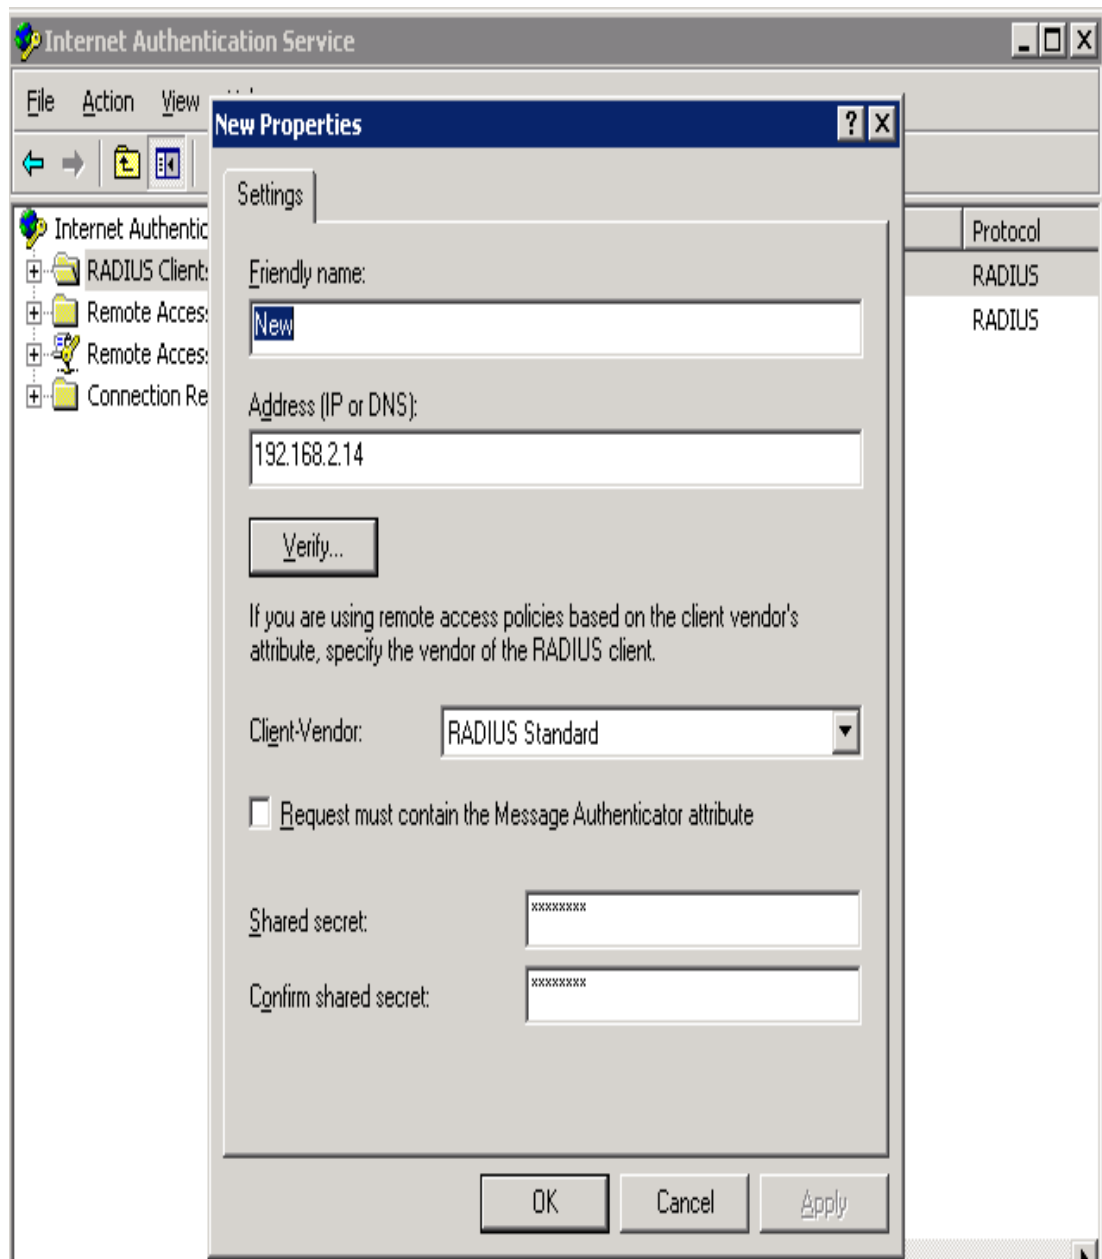 Internet Authentication Service
File Action View
New Properties
Settings
Internet Authentic
RADIUS Client
Remote Acces
Remote Acces
Connection Re
Protocol
RADIUS
RADIUS
Friendly name:
New
Address (IP or DNS):
192.168.2.14
Verify...
If you are using remote access policies based on the client vendor's
attribute, specify the vendor of the RADIUS client.
Client-Vendor: RADIUS Standard
Request must contain the Message Authenticator attribute
Shared secret: xxxxxxxx
Confirm shared secret: xxxxxxxx
OK Cancel Apply